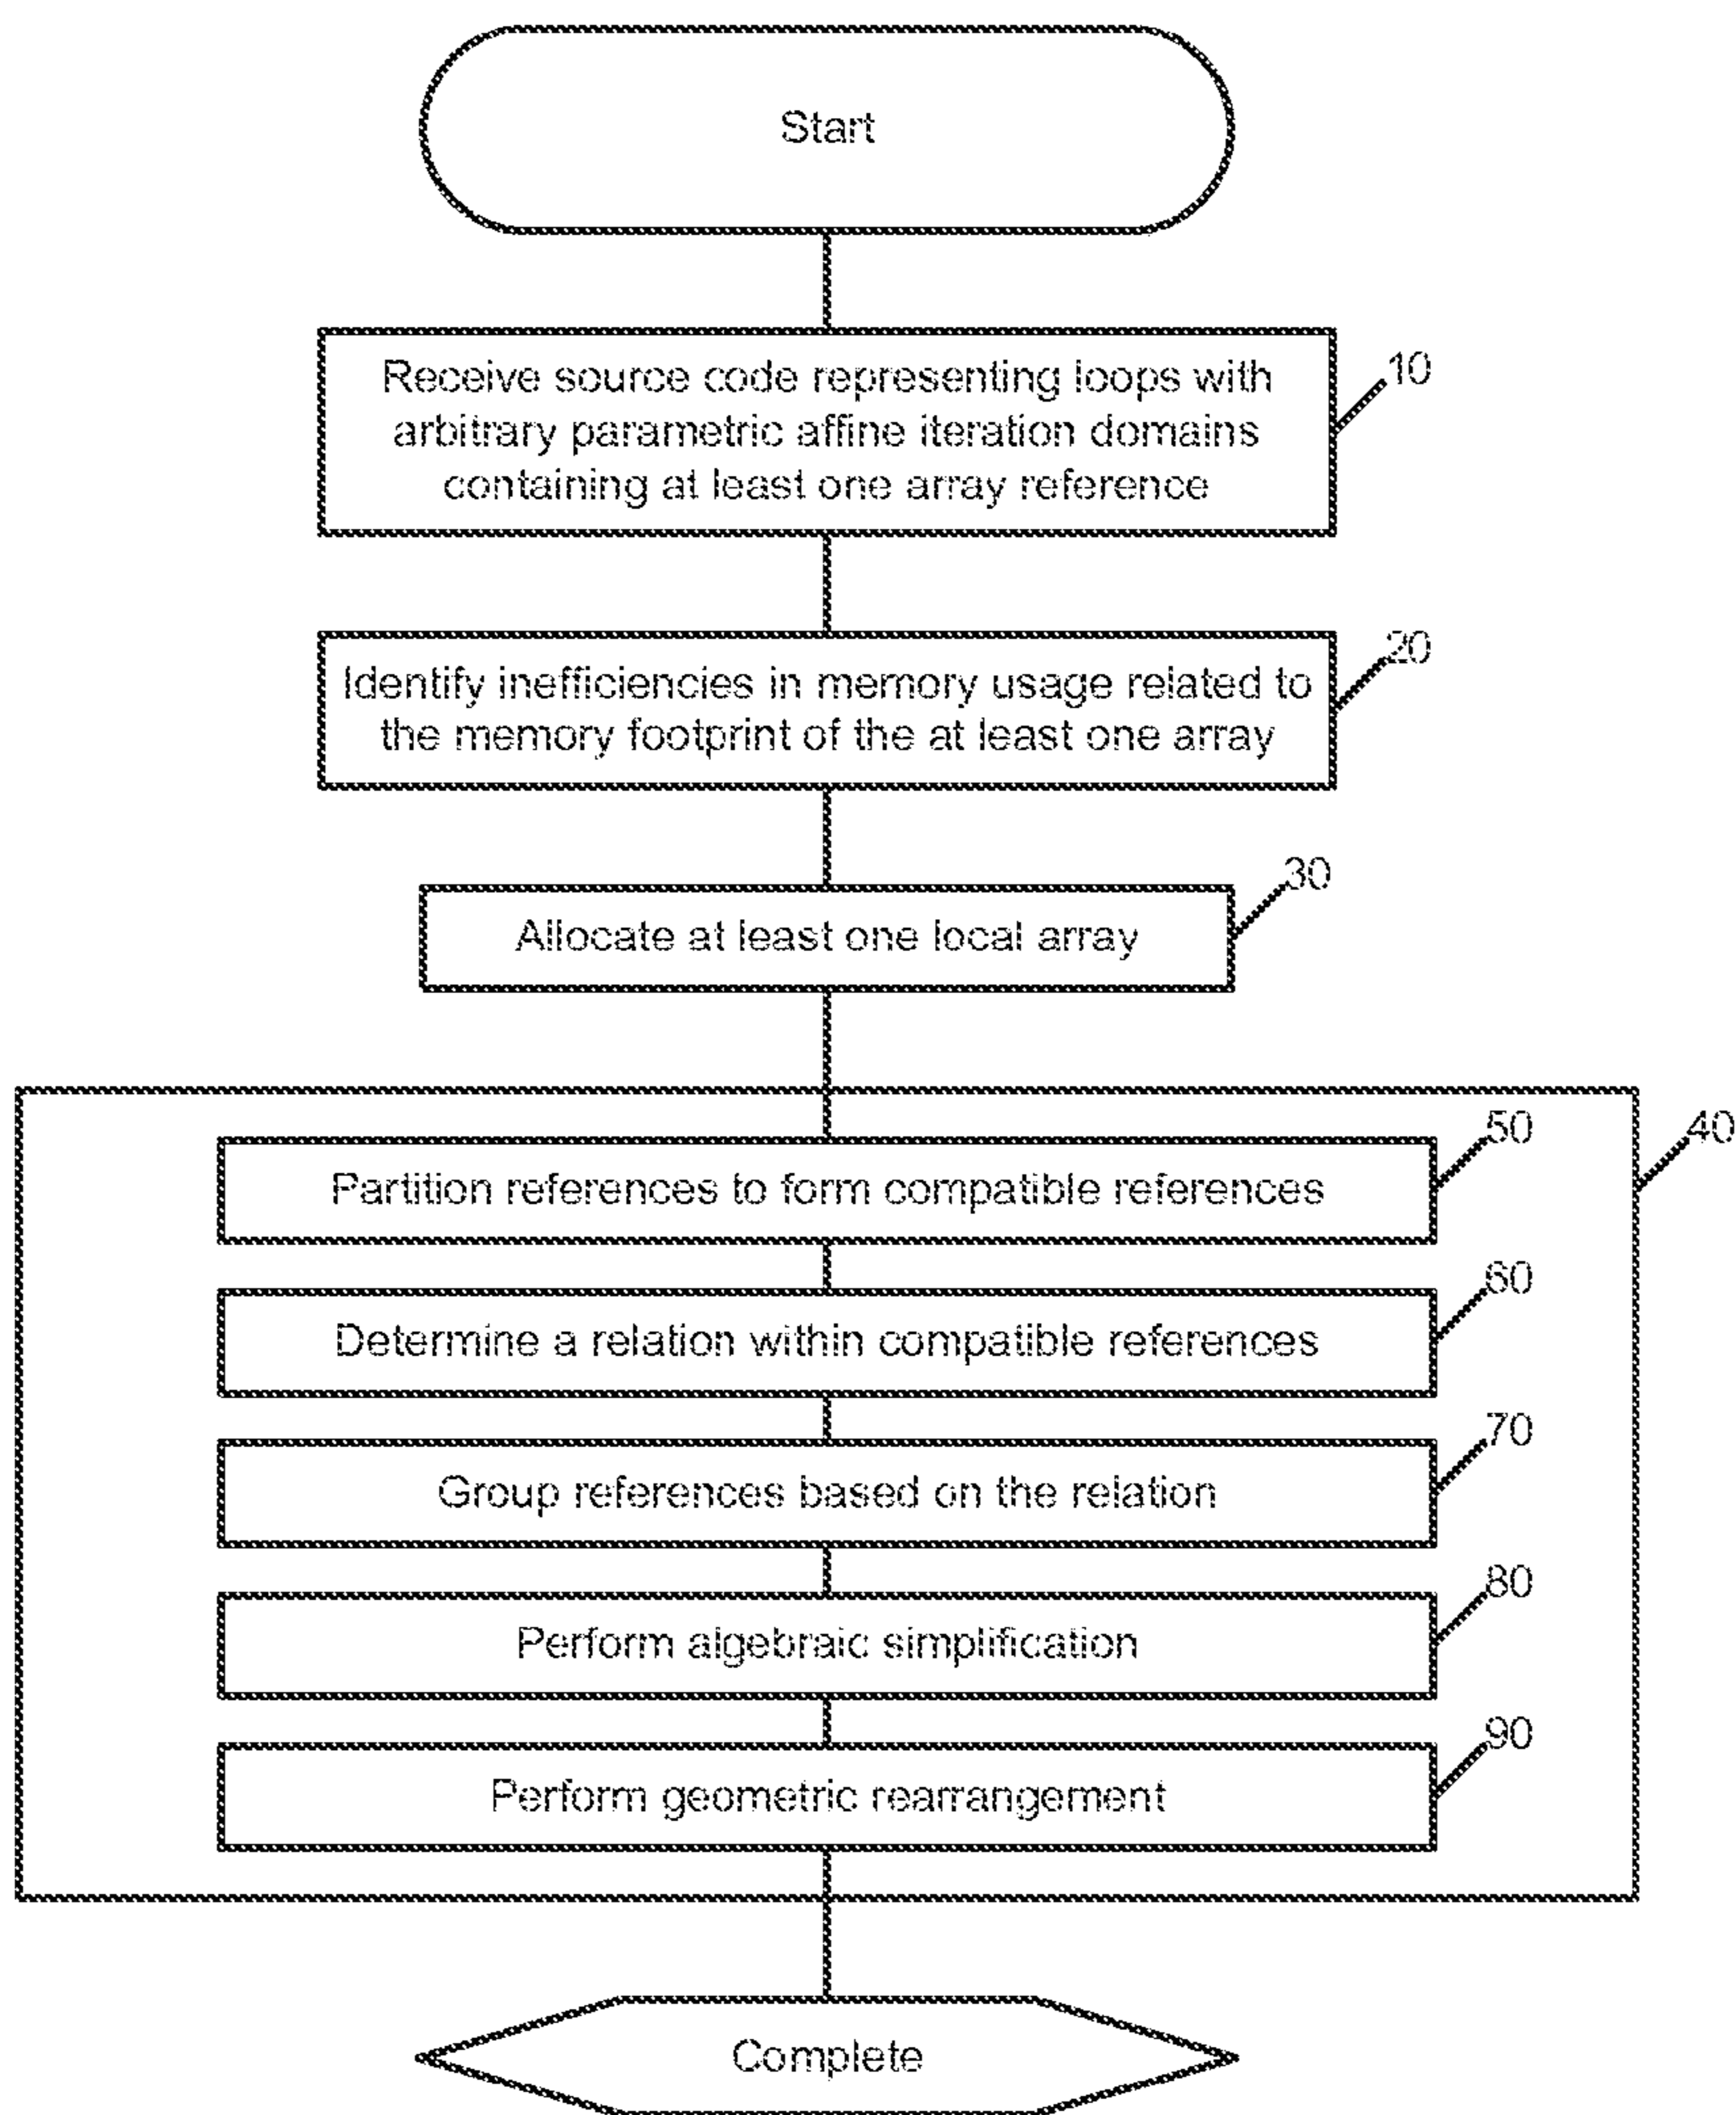 Start
Receive source code representing loops with
arbitrary parametric affine iteration domains
containing at least one array reference
10
Identify inefficiencies in memory usage related to
the memory footprint of the at least one array
20
Allocate at least one local array
30
40
Partition references to form compatible references
50
Determine a relation within compatible references
60
Group references based on the relation
70
Perform algebraic simplification
80
Perform geometric rearrangement
90
Complete